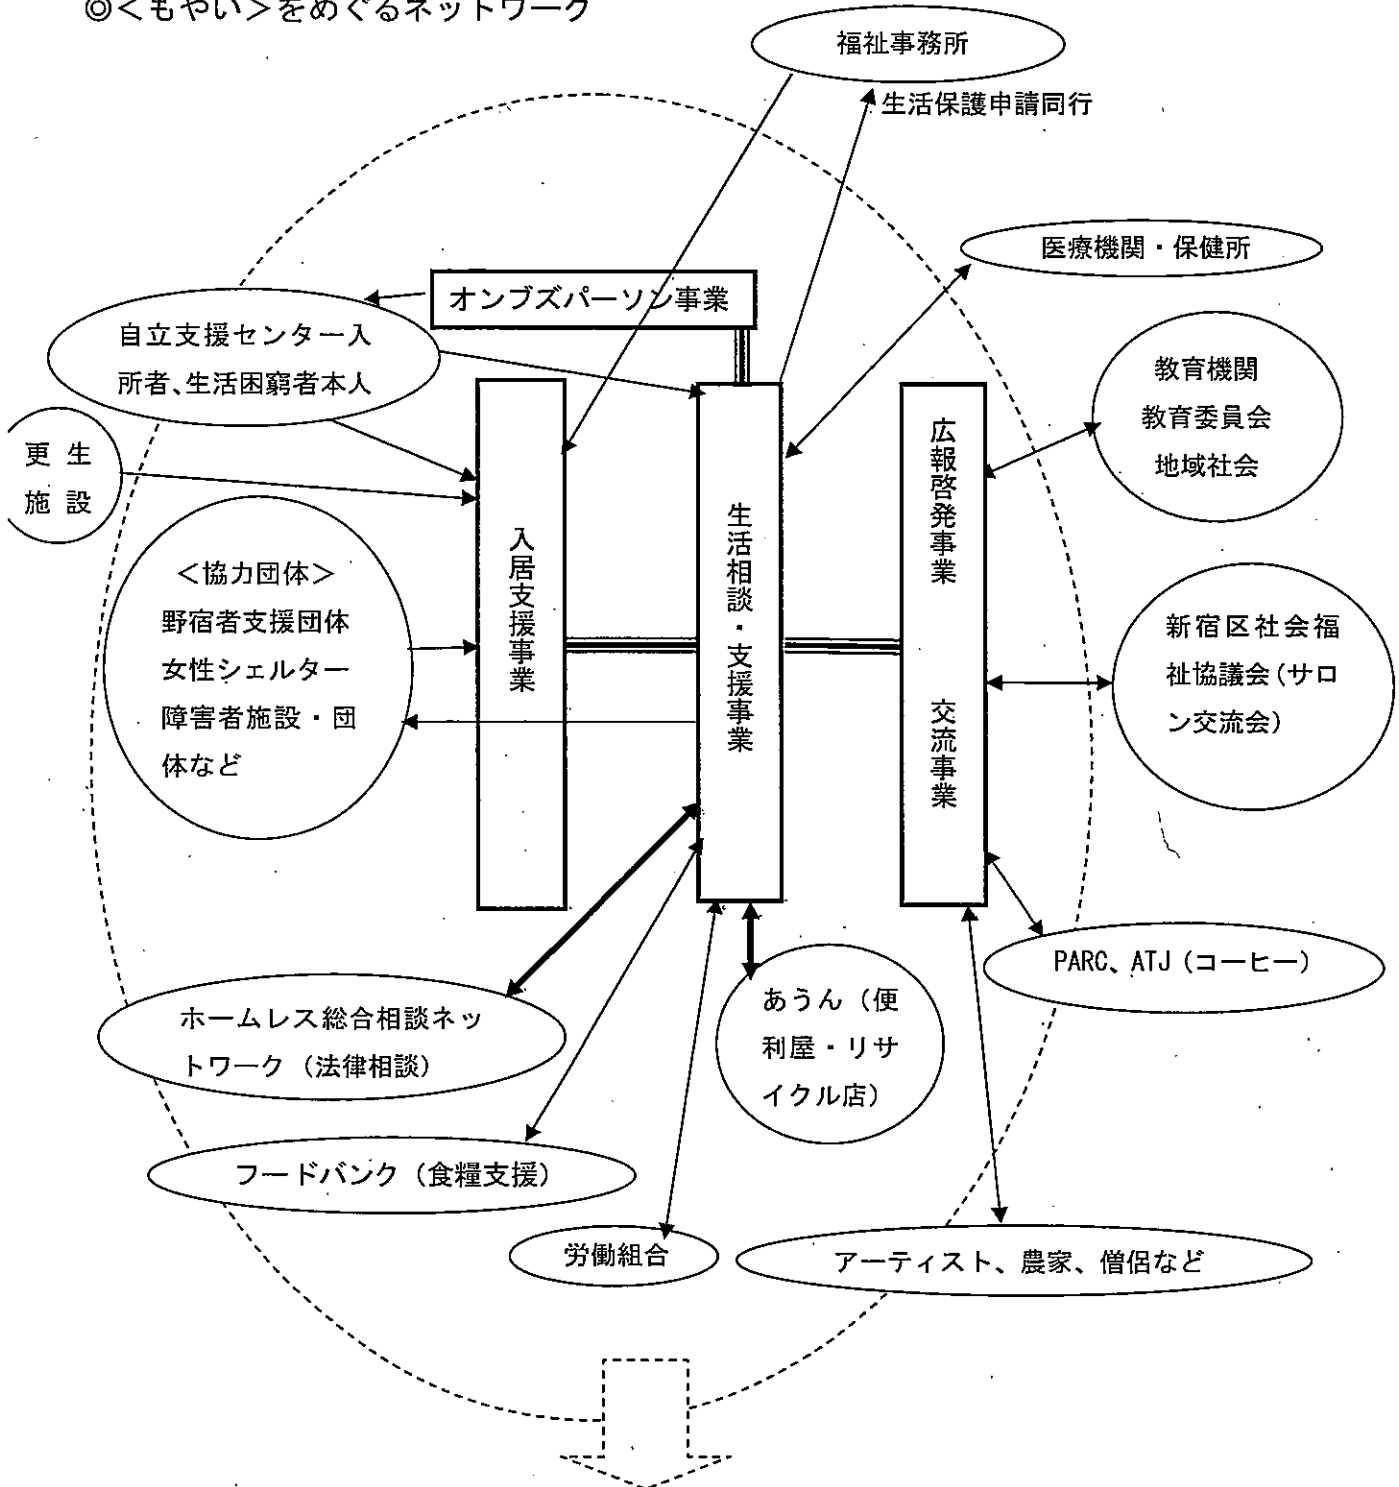 ◎＜もやい＞をめぐるネットワーク
福祉事務所
生活保護申請同行
医療機関・保健所
オンブズパーソン事業
自立支援センター入
所者、生活困窮者本人
教育機関
教育委員会
地域社会
更生
施設
入居支援事業
生活相談・支援事業
広報啓発事業
交流事業
＜協力団体＞
野宿者支援団体
女性シェルター
障害者施設・団
体など
新宿区社会福
祉協議会（サロ
ン交流会）
PARC、ATJ（コーヒー）
あうん（便
利屋・リサ
イクル店）
ホームレス総合相談ネッ
トワーク（法律相談）
フードバンク（食糧支援）
労働組合
アーティスト、農家、僧侶など